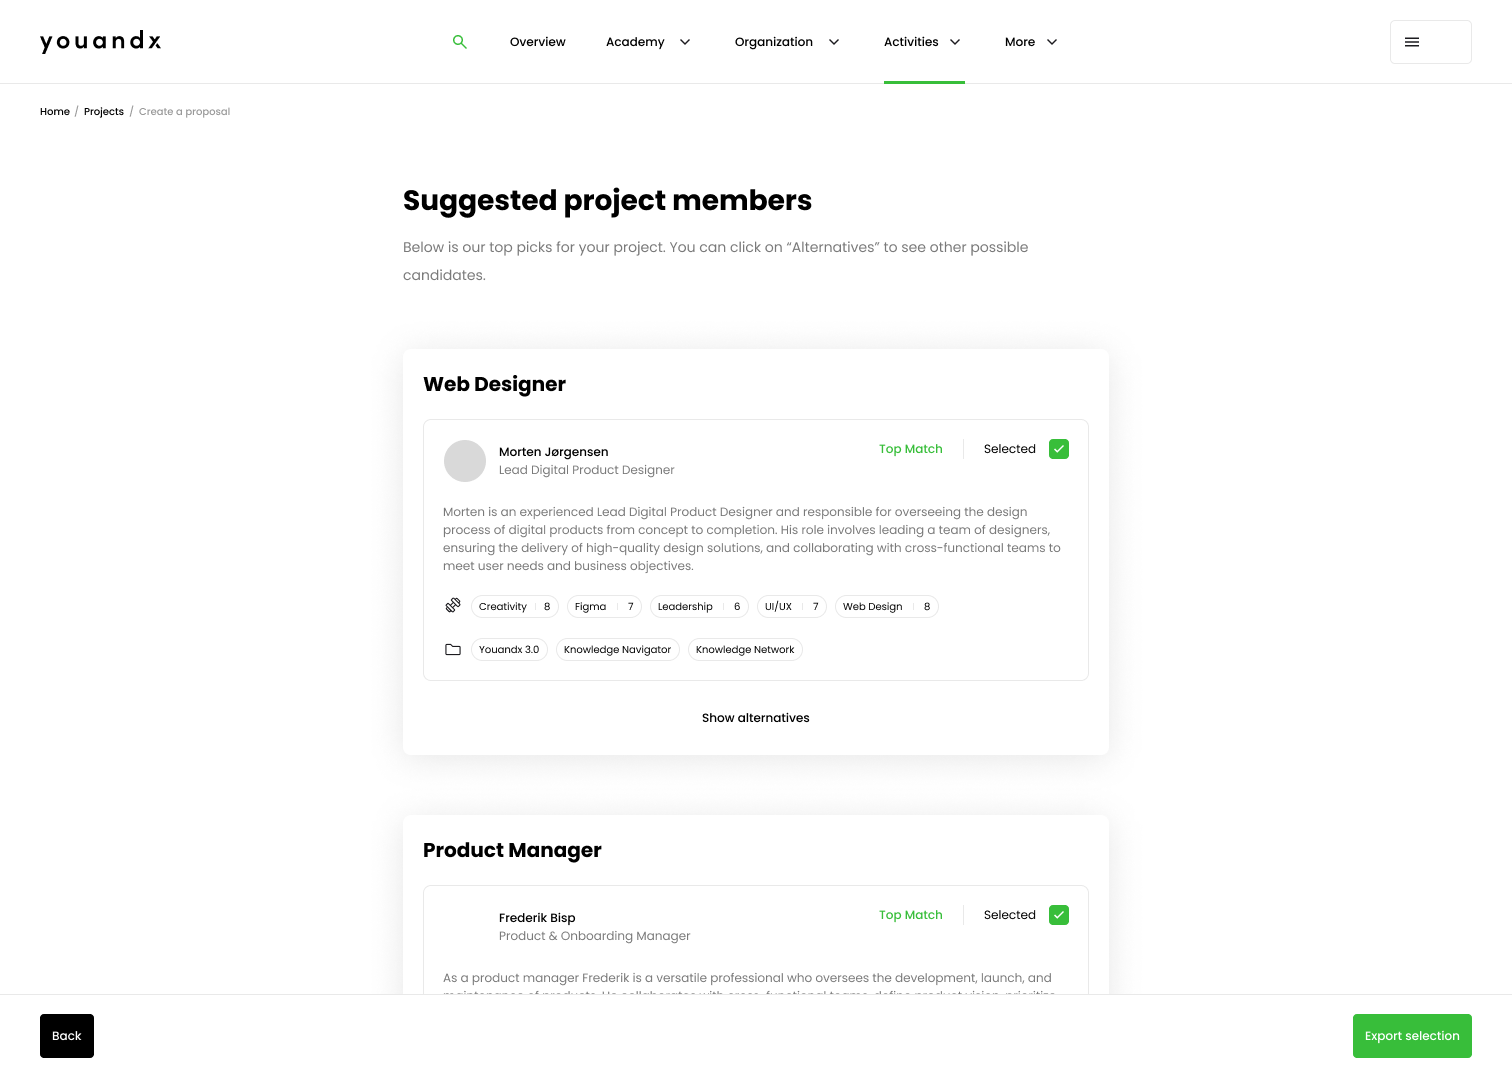 youandx
Overview
Academy
Organization
Activities
More
Home / Projects / Create a proposal
Suggested project members
Below is our top picks for your project. You can click on “Alternatives” to see other possible
candidates.
Web Designer
Morten Jørgensen
Lead Digital Product Designer
Top Match
Selected
Morten is an experienced Lead Digital Product Designer and responsible for overseeing the design
process of digital products from concept to completion. His role involves leading a team of designers,
ensuring the delivery of high-quality design solutions, and collaborating with cross-functional teams to
meet user needs and business objectives.
Creativity 8 Figma 7 Leadership 6 UI/UX 7 Web Design 8
Youandx 3.0 Knowledge Navigator Knowledge Network
Show alternatives
Product Manager
Frederik Bisp
Product & Onboarding Manager
Top Match
Selected
As a product manager Frederik is a versatile professional who oversees the development, launch, and
Back
Export selection